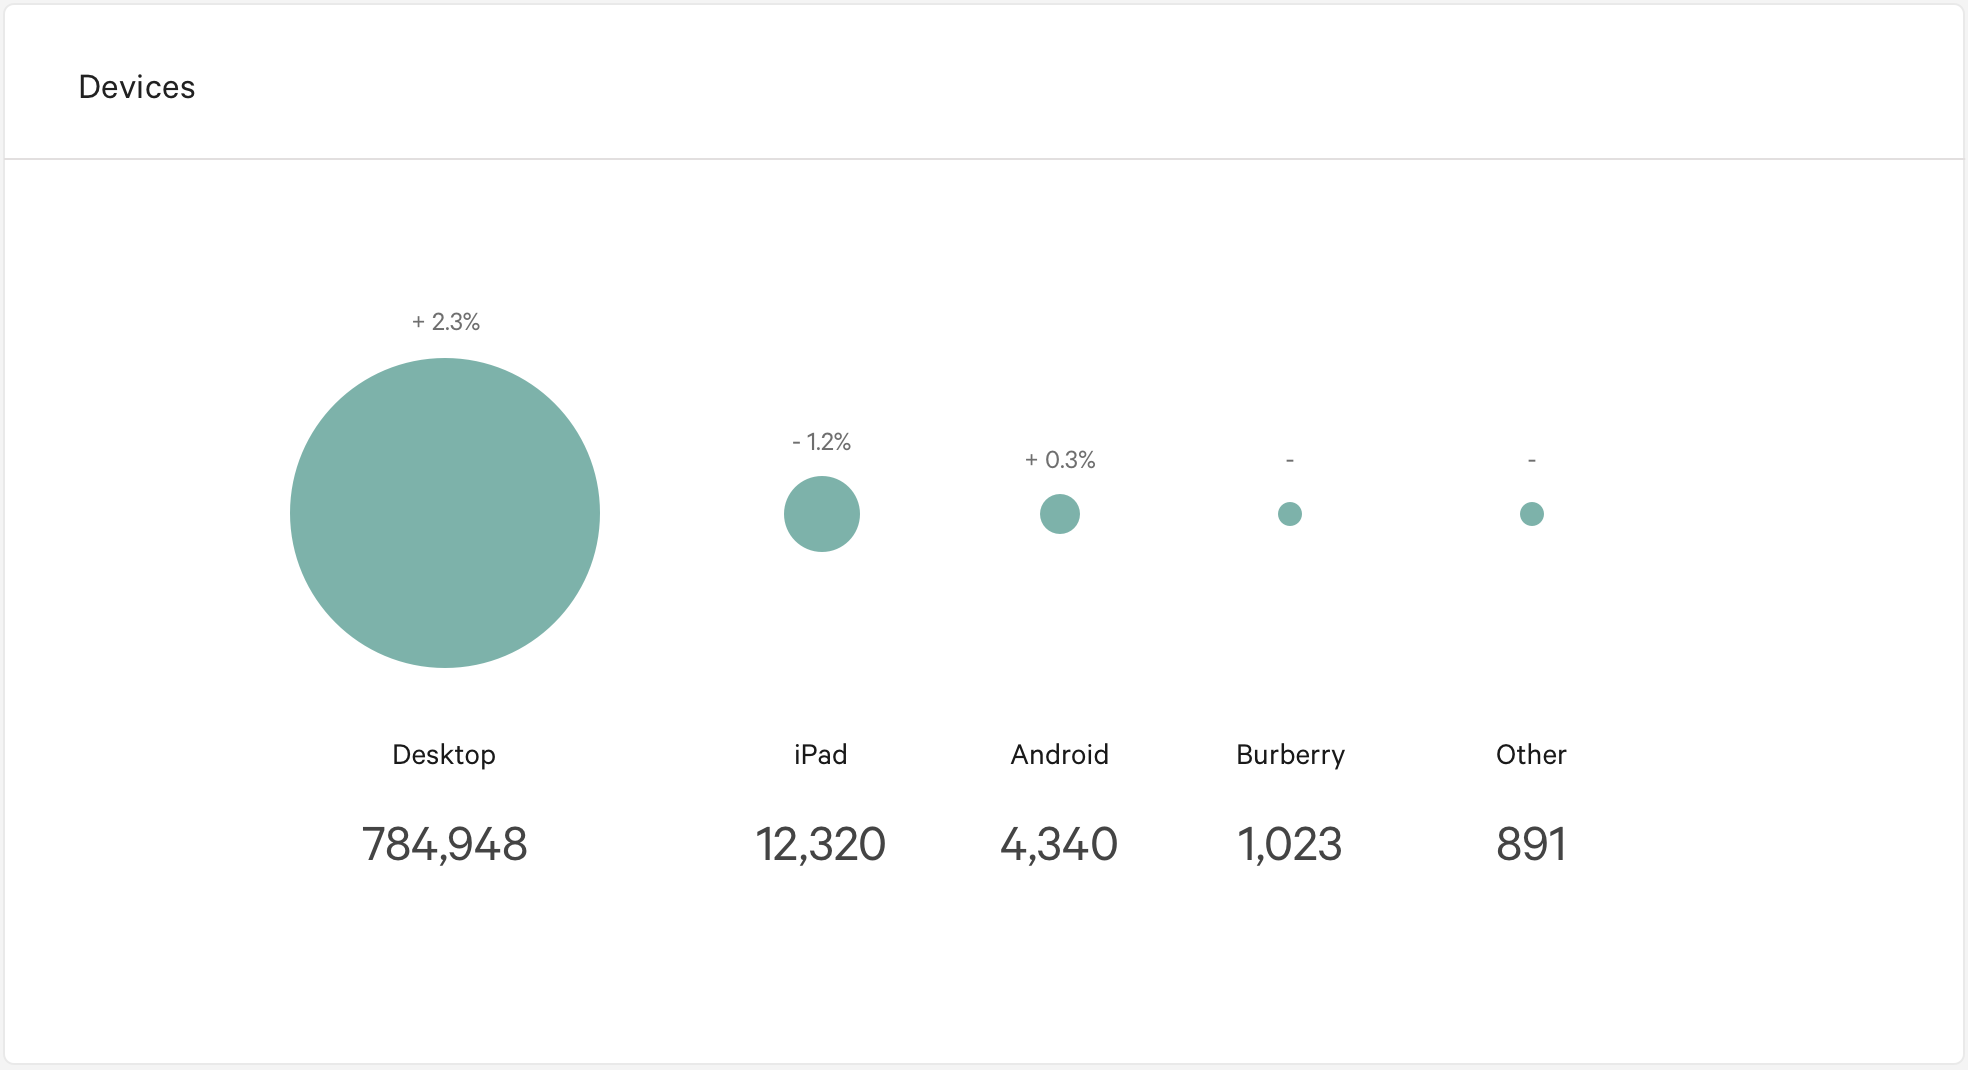 Devices
+ 2.3%
- 1.2%
+ 0.3%
-
-
Desktop
iPad
Android
Burberry
Other
784,948
12,320
4,340
1,023
891